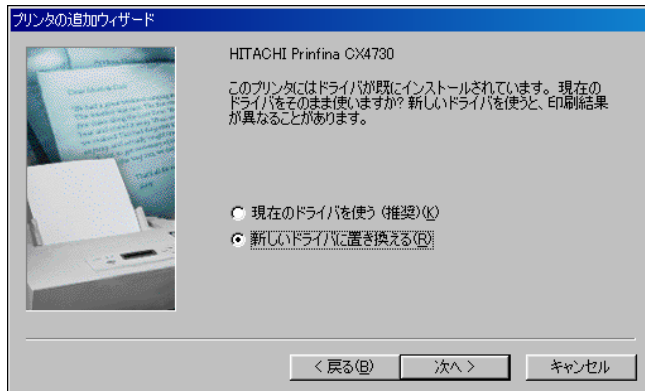 プリンタの追加ウィザード
HITACHI Prinfina CX4730
このプリンタにはドライバが既にインストールされています。現在の
ドライバをそのまま使いますか? 新しいドライバを使うと、印刷結果
が異なることがあります。
現在のドライバを使う (推奨)(K)
新しいドライバに置き換える(R)
< 戻る(B)
次へ >
キャンセル